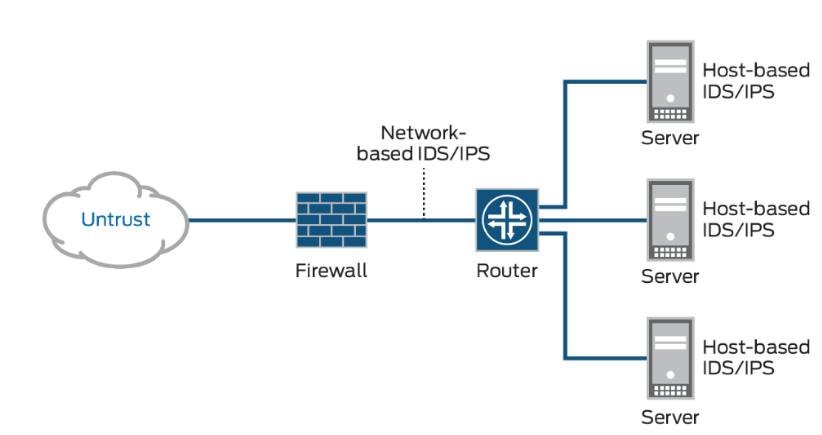 Host-based
IDS/IPS
Server
Network-
based IDS/IPS
Untrust
Firewall
Router
Host-based
IDS/IPS
Server
Host-based
IDS/IPS
Server